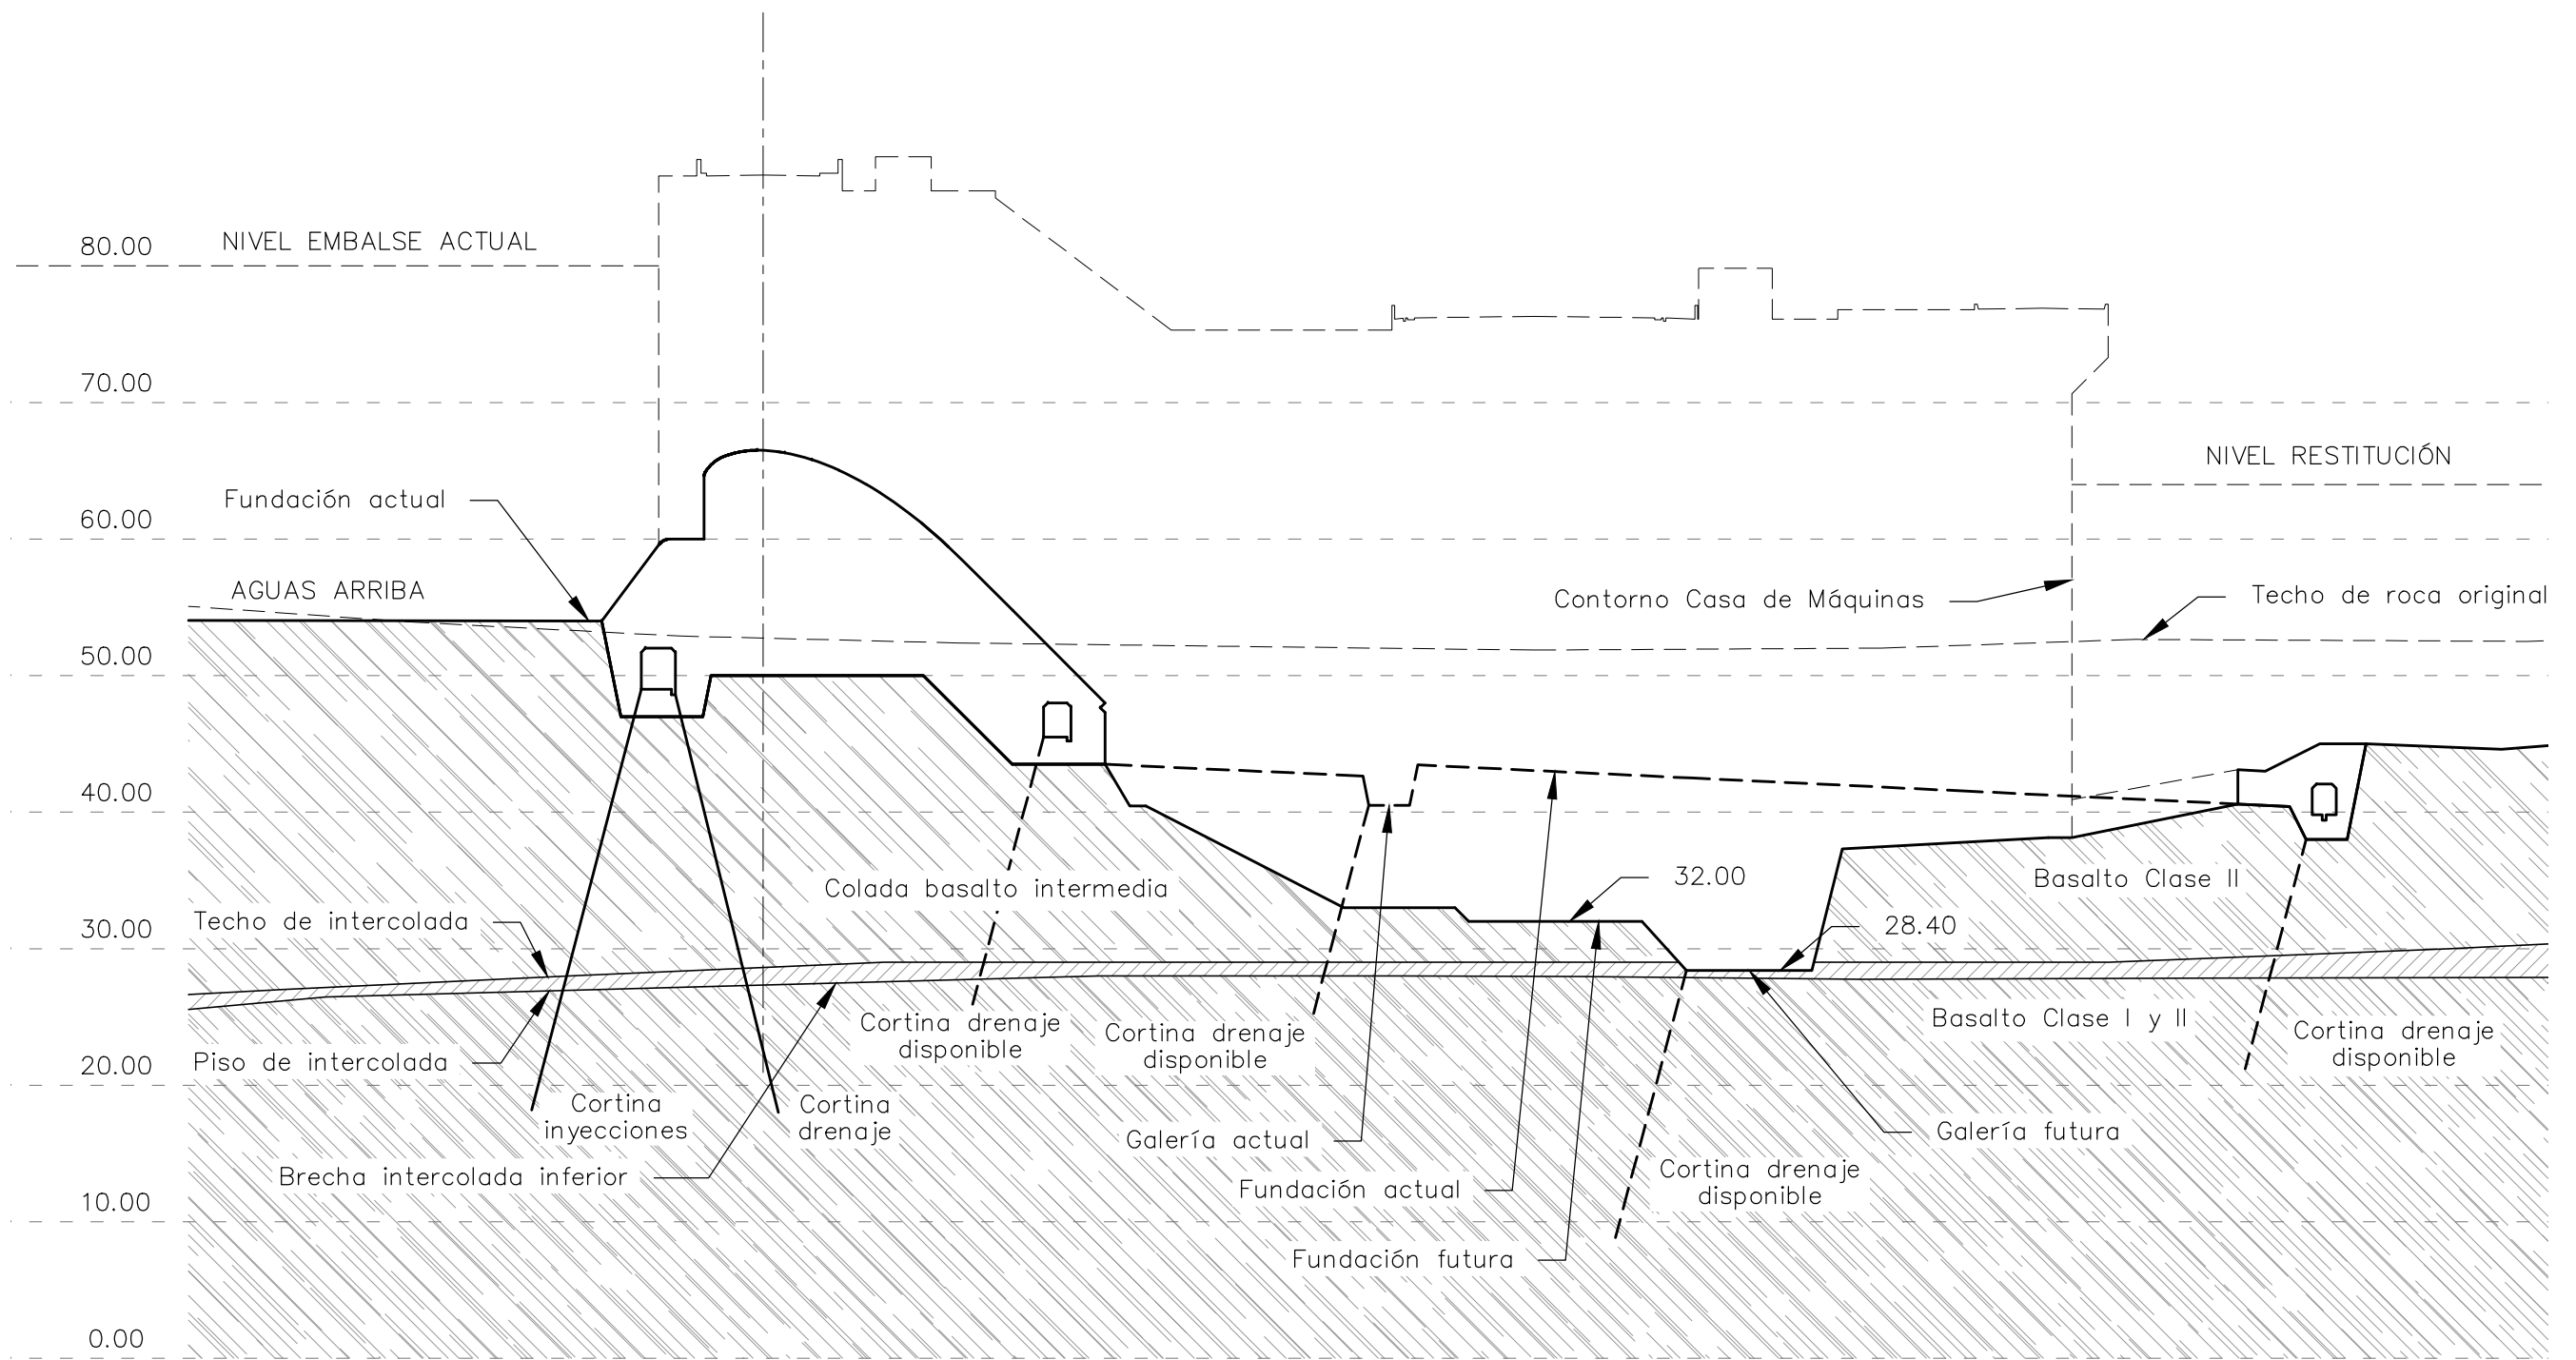 80.00
NIVEL EMBALSE ACTUAL
70.00
NIVEL RESTITUCIÓN
Fundación actual
60.00
AGUAS ARRIBA
Contorno Casa de Máquinas
Techo de roca original
50.00
40.00
32.00
Basalto Clase II
Colada basalto intermedia
Techo de intercolada
28.40
30.00
Basalto Clase I y II
Cortina drenaje
disponible
Cortina drenaje
disponible
Cortina drenaje
disponible
Piso de intercolada
20.00
Cortina
inyecciones
Cortina
drenaje
Galería actual
Galería futura
Brecha intercolada inferior
Cortina drenaje
disponible
Fundación actual
10.00
Fundación futura
0.00